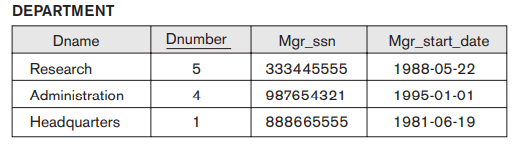 DEPARTMENT
Dname Dnumber Mgr_ssn Mgr_start_date
Research 5 333445555 1988-05-22
Administration 4 987654321 1995-01-01
Headquarters 1 888665555 1981-06-19